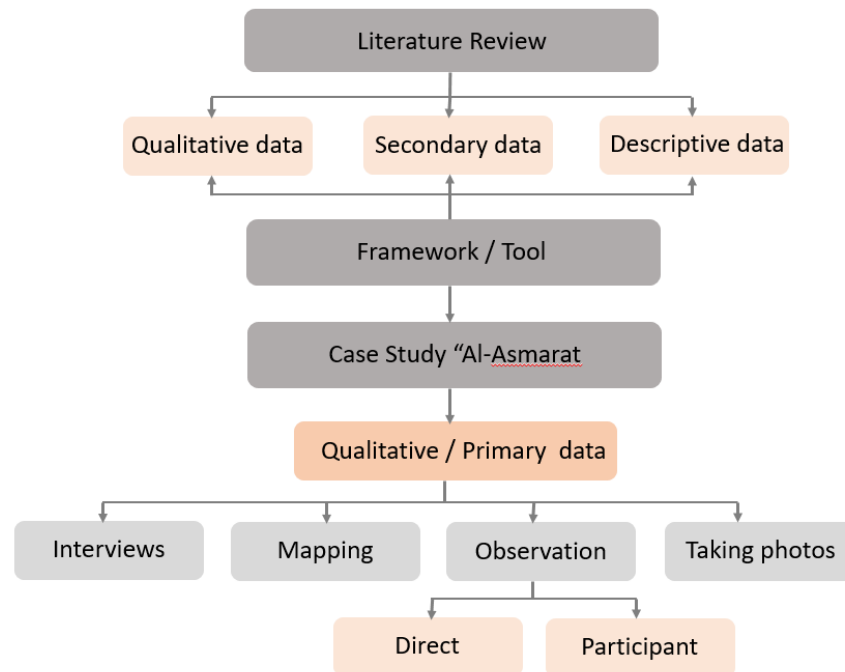 Literature Review
Qualitative data
Secondary data
Descriptive data
Framework / Tool
Case Study “Al-Asmarat
Qualitative / Primary  data
Interviews
Mapping
Observation
Taking photos
Direct
Participant